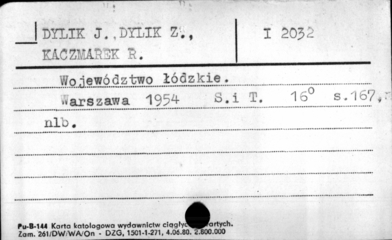 DYLIK J., DYLIK Z., I 2032
KACZMAREK R.
Województwo łódzkie.
Warszawa 1954 S.i T. 16° s.167,
nlb.
Pu-B-144 Karta katalogowa wydawnictw ciągłych
Zam. 261/DW/WA/On - DZG, 1501-1-271, 4.06.80. 2.800.000